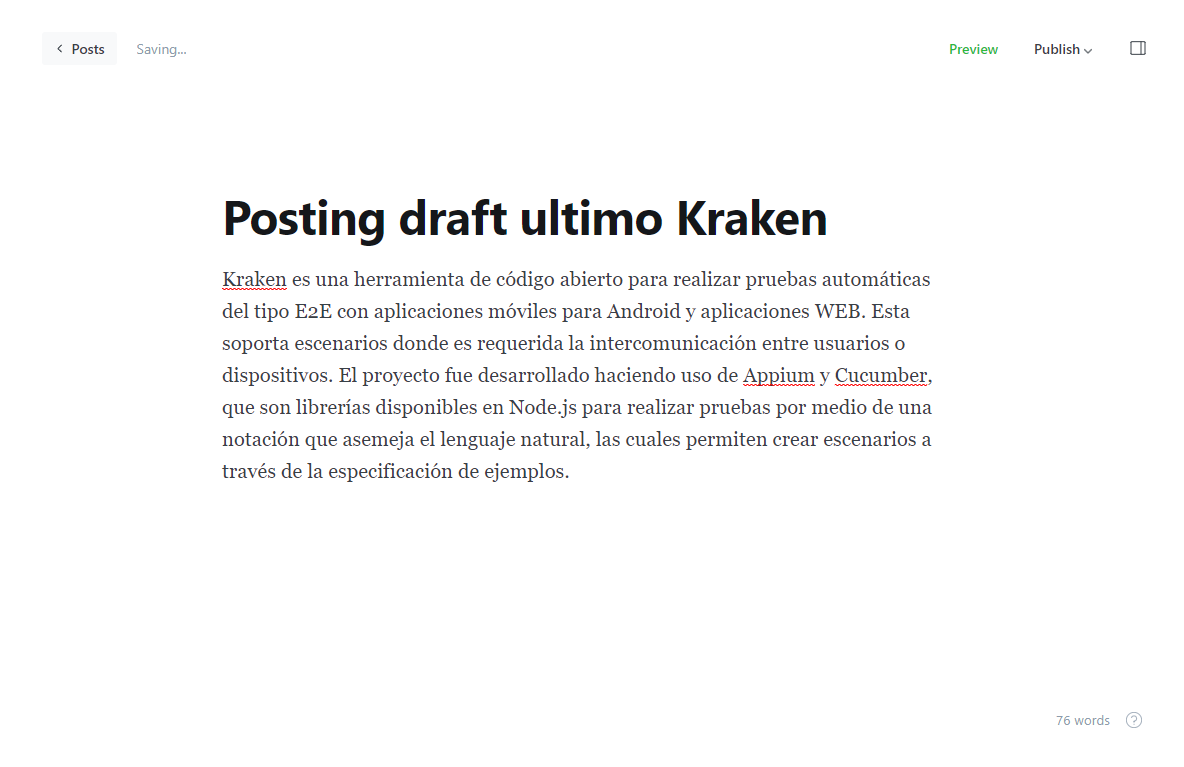 Posts
Saving...
Preview
Publish
Posting draft ultimo Kraken
Kraken es una herramienta de código abierto para realizar pruebas automáticas
del tipo E2E con aplicaciones móviles para Android y aplicaciones WEB. Esta
soporta escenarios donde es requerida la intercomunicación entre usuarios o
dispositivos. El proyecto fue desarrollado haciendo uso de Appium y Cucumber,
que son librerías disponibles en Node.js para realizar pruebas por medio de una
notación que asemeja el lenguaje natural, las cuales permiten crear escenarios a
través de la especificación de ejemplos.
76 words
?